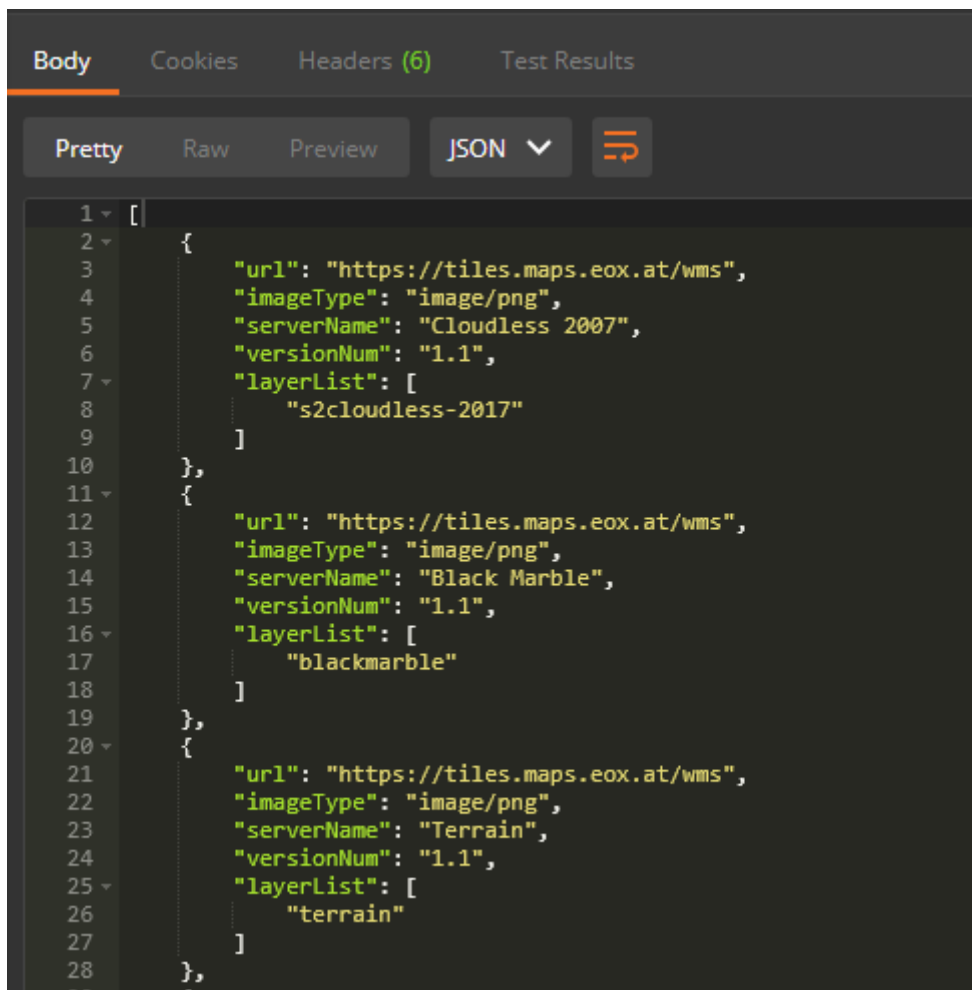 Body Cookies Headers (6) Test Results
Pretty Raw Preview JSON
1 [
2 {
3 "url": "https://tiles.maps.eox.at/wms",
4 "imageType": "image/png",
5 "serverName": "Cloudless 2007",
6 "versionNum": "1.1",
7 "layerList": [
8 "s2cloudless-2017"
9 ]
10 },
11 {
12 "url": "https://tiles.maps.eox.at/wms",
13 "imageType": "image/png",
14 "serverName": "Black Marble",
15 "versionNum": "1.1",
16 "layerList": [
17 "blackmarble"
18 ]
19 },
20 {
21 "url": "https://tiles.maps.eox.at/wms",
22 "imageType": "image/png",
23 "serverName": "Terrain",
24 "versionNum": "1.1",
25 "layerList": [
26 "terrain"
27 ]
28 },